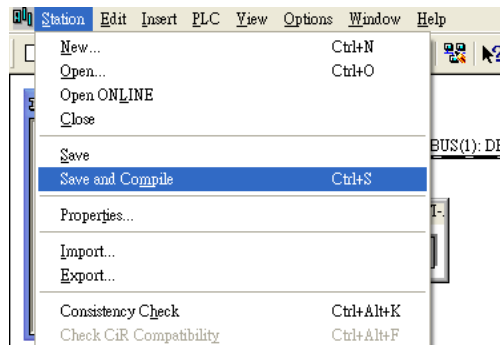 Station Edit Insert PLC View Options Window Help
New... Ctrl+N
Open... Ctrl+O
Open ONLINE
Close
BUS(1): DP
Save
Save and Compile Ctrl+S
Properties...
Import...
Export...
Consistency Check Ctrl+Alt+K
Check CiR Compatibility Ctrl+Alt+F